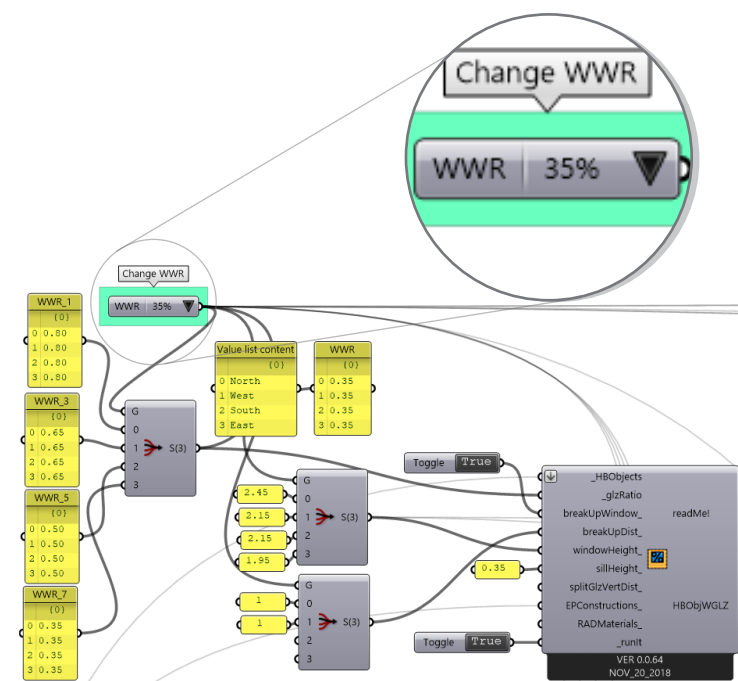 Change WWR
WWR 35%
Change WWR
WWR 35%
WWR_1
{0}
0 0.80
1 0.80
2 0.80
3 0.80
WWR_3
{0}
0 0.65
1 0.65
2 0.65
3 0.65
WWR_5
{0}
0 0.50
1 0.50
2 0.50
3 0.50
WWR_7
{0}
0 0.35
1 0.35
2 0.35
3 0.35
G
0
1
2
3
S(3)
Value list content
{0}
0 North
1 West
2 South
3 East
WWR
{0}
0 0.35
1 0.35
2 0.35
3 0.35
2.45
2.15
2.15
1.95
G
0
1
2
3
S(3)
1
1
G
0
1
2
3
S(3)
Toggle True
0.35
Toggle True
_HBObjects
_glzRatio
breakUpWindow_
breakUpDist_
windowHeight_
sillHeight_
splitGlzVertDist_
EPConstructions_
RADMaterials_
_runIt
readMe!
HBObjWGLZ
VER 0.0.64
NOV_20_2018